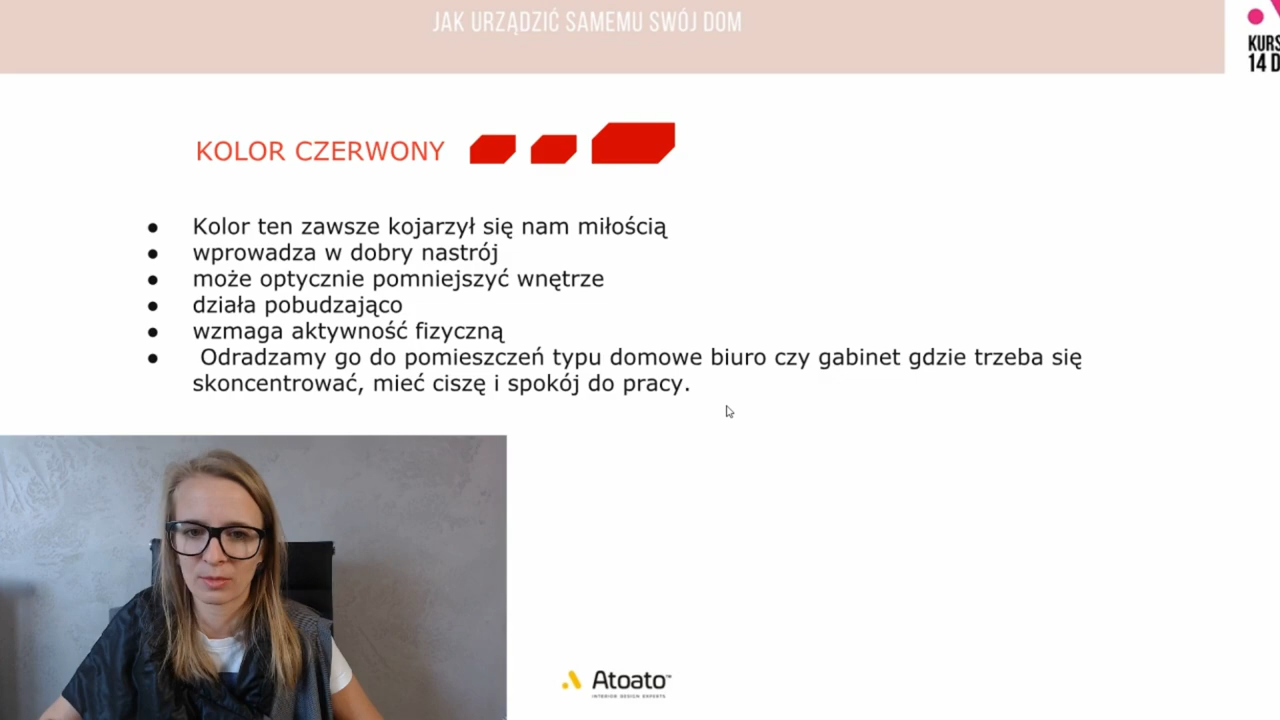 JAK URZĄDZIĆ SAMEMU SWÓJ DOM
KURS
14 D
KOLOR CZERWONY
● Kolor ten zawsze kojarzył się nam miłością
● wprowadza w dobry nastrój
● może optycznie pomniejszyć wnętrze
● działa pobudzająco
● wzmaga aktywność fizyczną
● Odradzamy go do pomieszczeń typu domowe biuro czy gabinet gdzie trzeba się
skoncentrować, mieć ciszę i spokój do pracy.
Atoato™
INTERIOR DESIGN EXPERTS